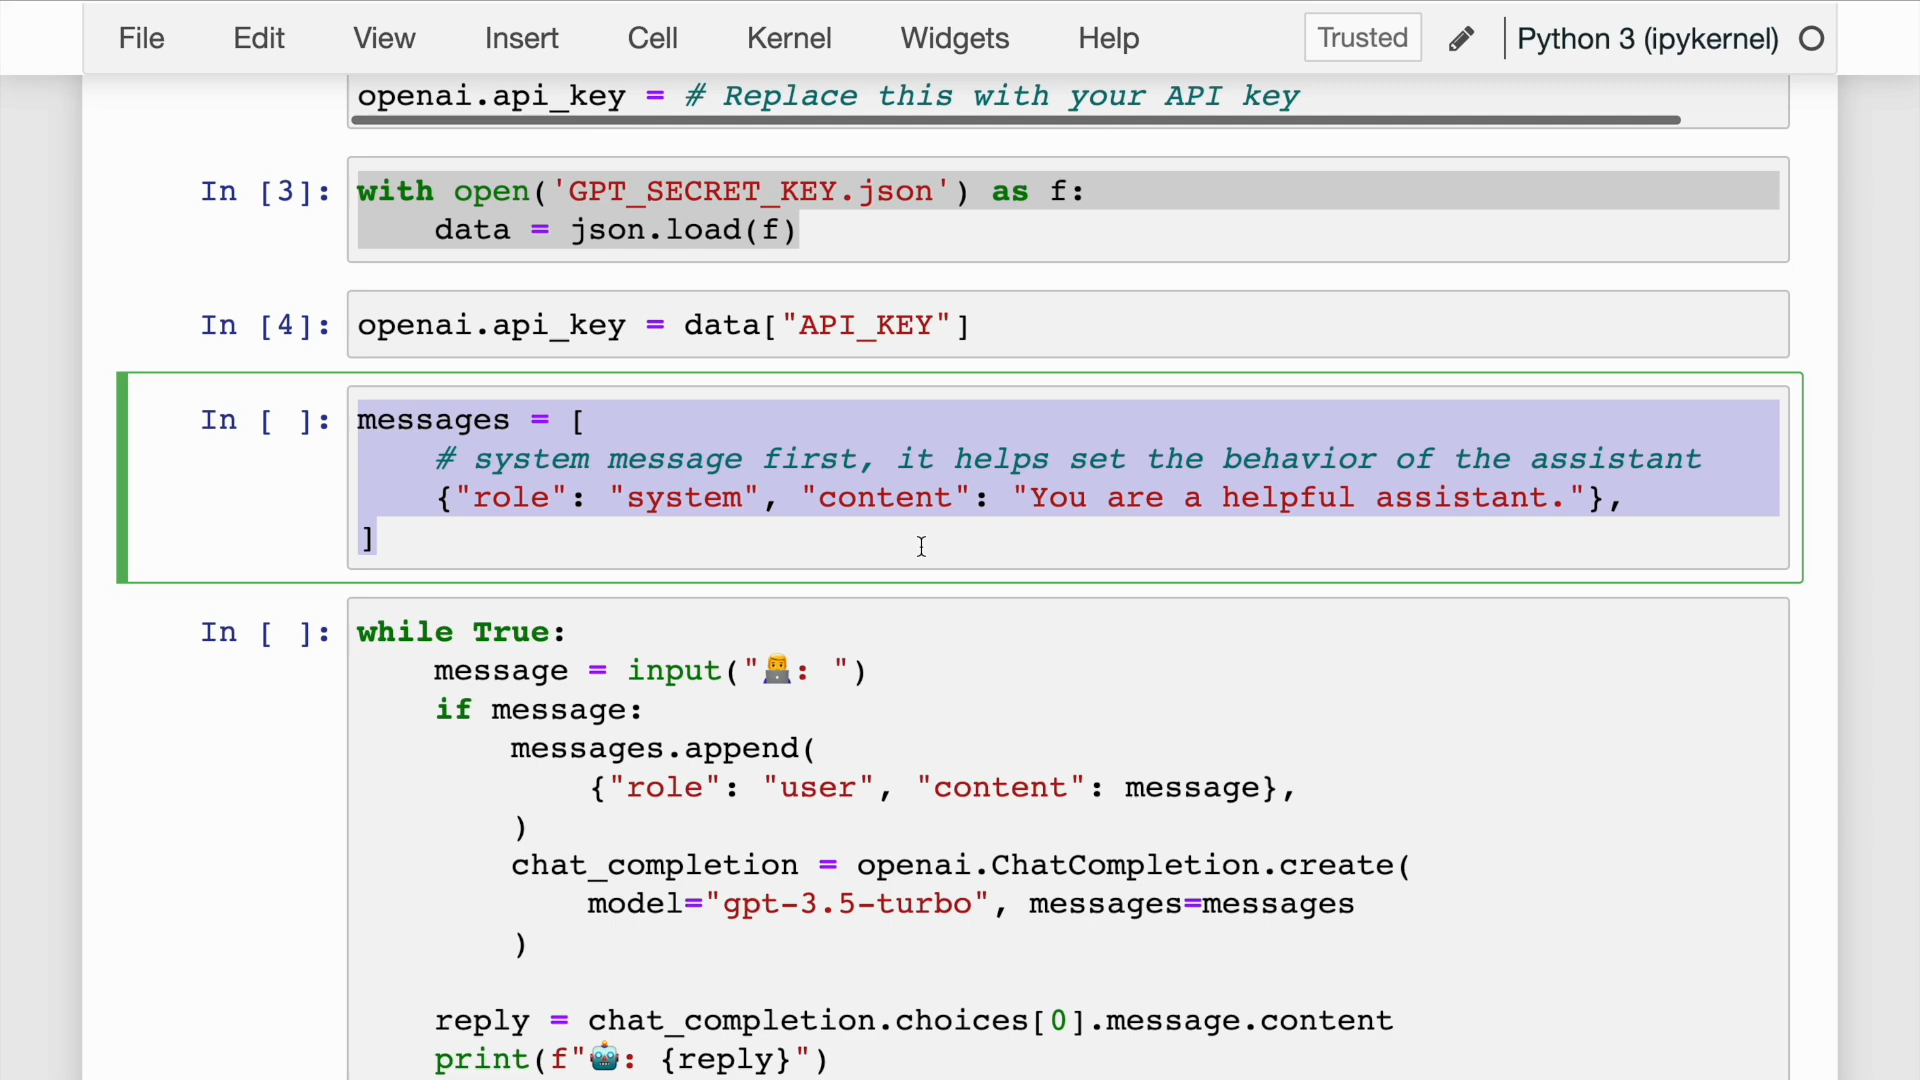 File Edit View Insert Cell Kernel Widgets Help Trusted Python 3 (ipykernel)
openai.api_key = # Replace this with your API key
In [3]: with open('GPT_SECRET_KEY.json') as f:
    data = json.load(f)
In [4]: openai.api_key = data["API_KEY"]
In [ ]: messages = [
    # system message first, it helps set the behavior of the assistant
    {"role": "system", "content": "You are a helpful assistant."},
]
In [ ]: while True:
    message = input("👨‍💻: ")
    if message:
        messages.append(
            {"role": "user", "content": message},
        )
        chat_completion = openai.ChatCompletion.create(
            model="gpt-3.5-turbo", messages=messages
        )
    reply = chat_completion.choices[0].message.content
    print(f"🤖: {reply}")